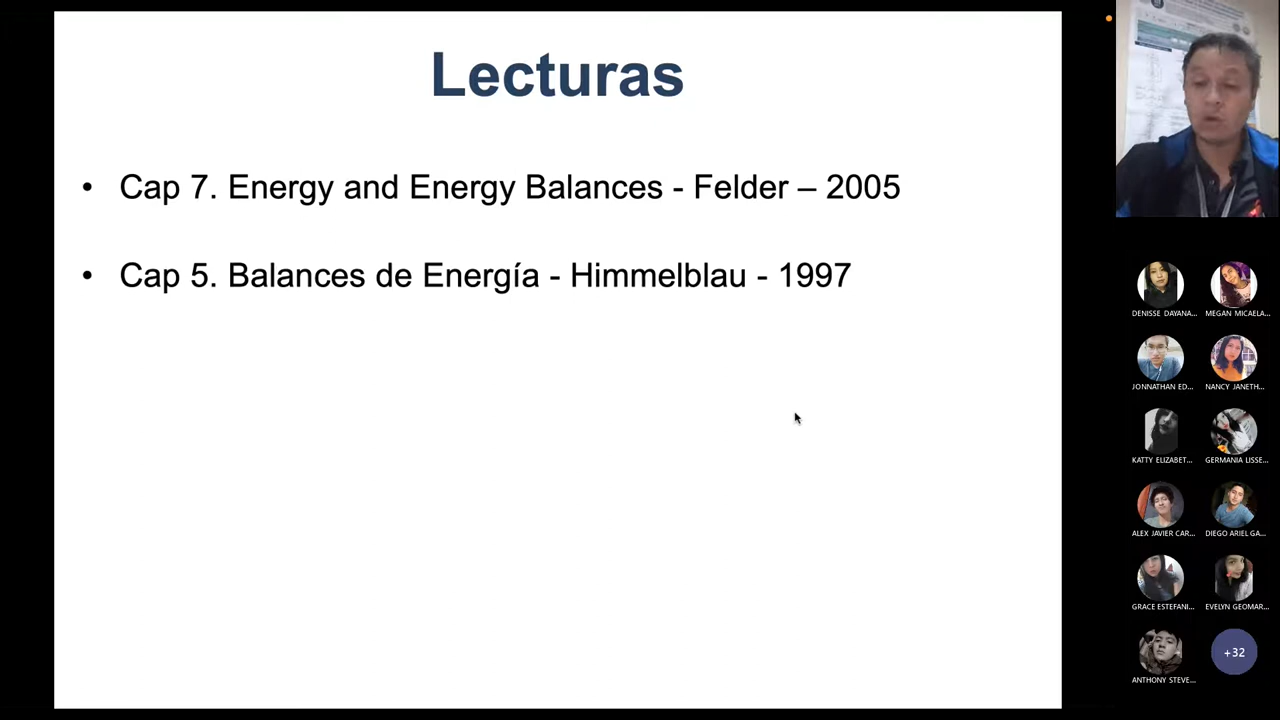 Lecturas
• Cap 7. Energy and Energy Balances - Felder – 2005
• Cap 5. Balances de Energía - Himmelblau - 1997
DENISSE DAYANA...
MEGAN MICAELA...
JONNATHAN ED...
NANCY JANETH...
KATTY ELIZABET...
GERMANIA LISSE...
ALEX JAVIER CAR...
DIEGO ARIEL GA...
GRACE ESTEFANI...
EVELYN GEOMAR...
ANTHONY STEVE...
+32